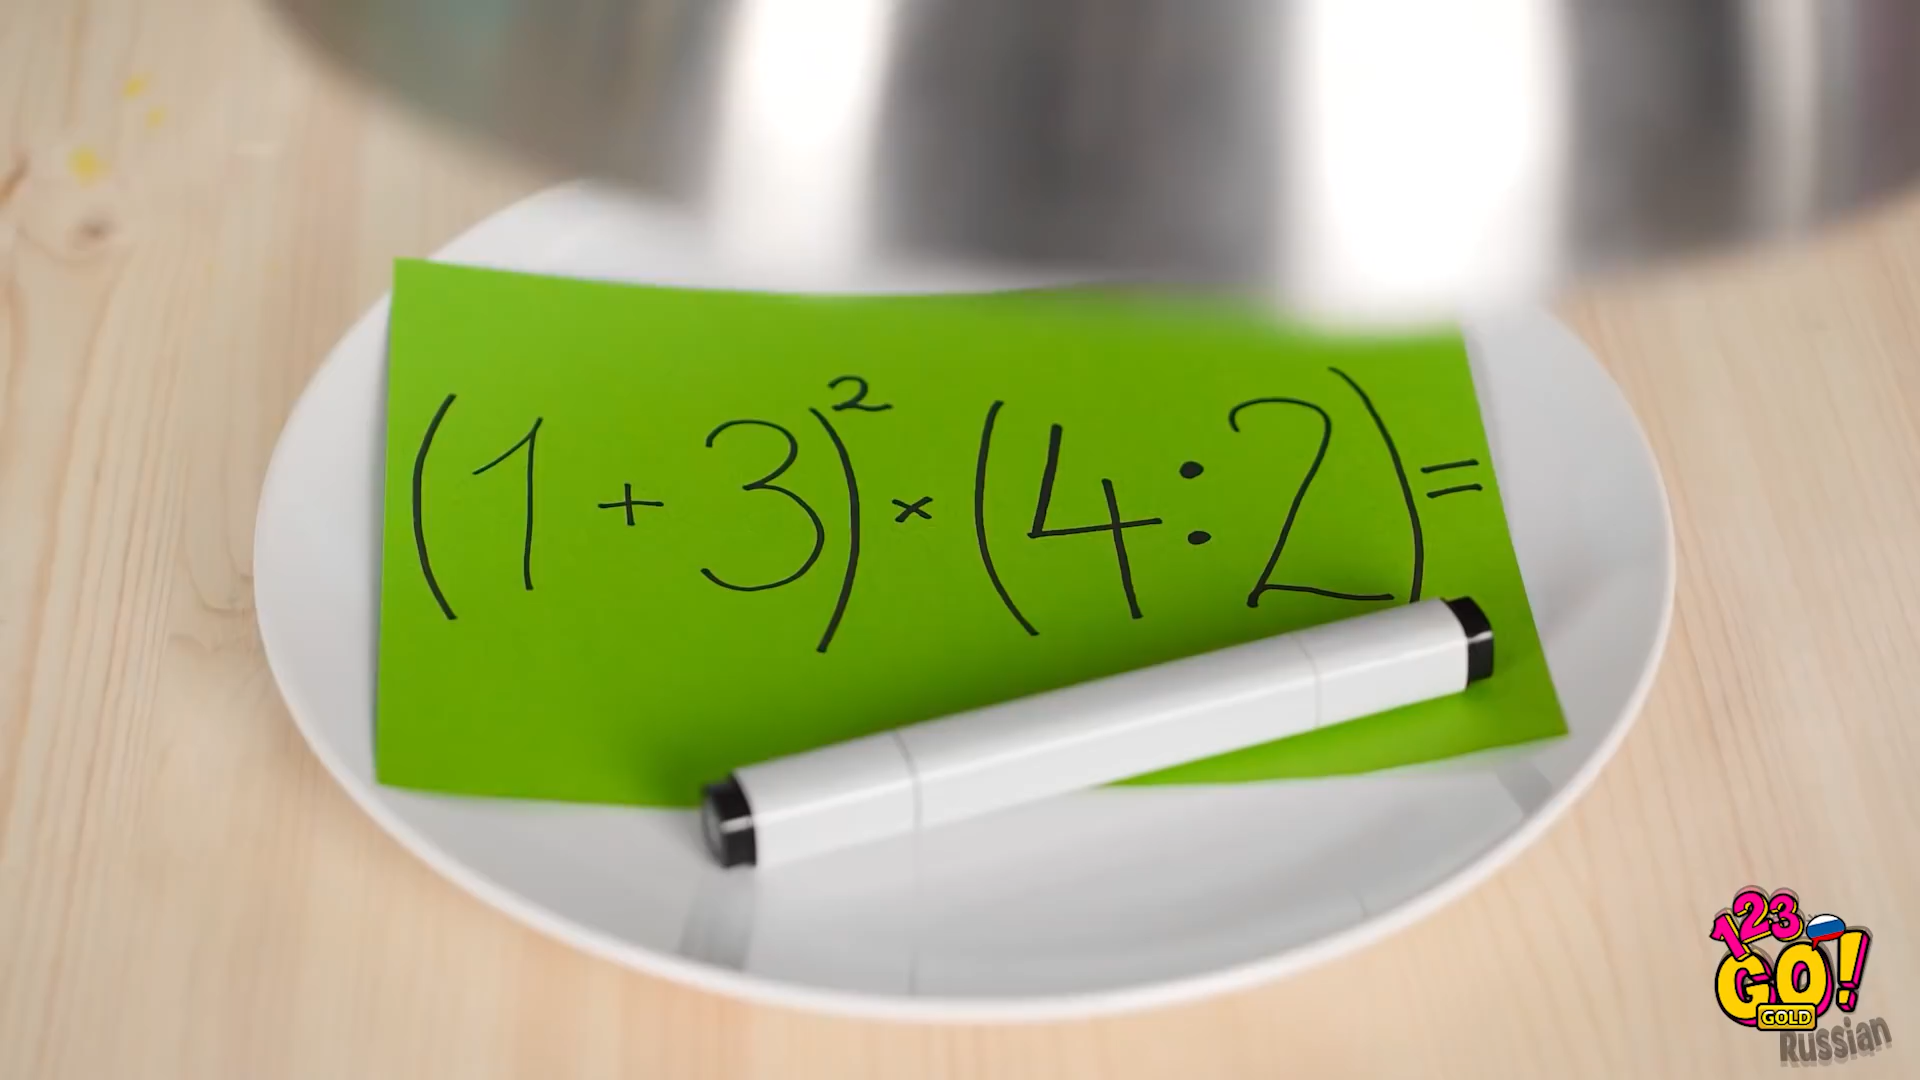 (1 + 3)² × (4 : 2) =
123
GO!
GOLD
Russian